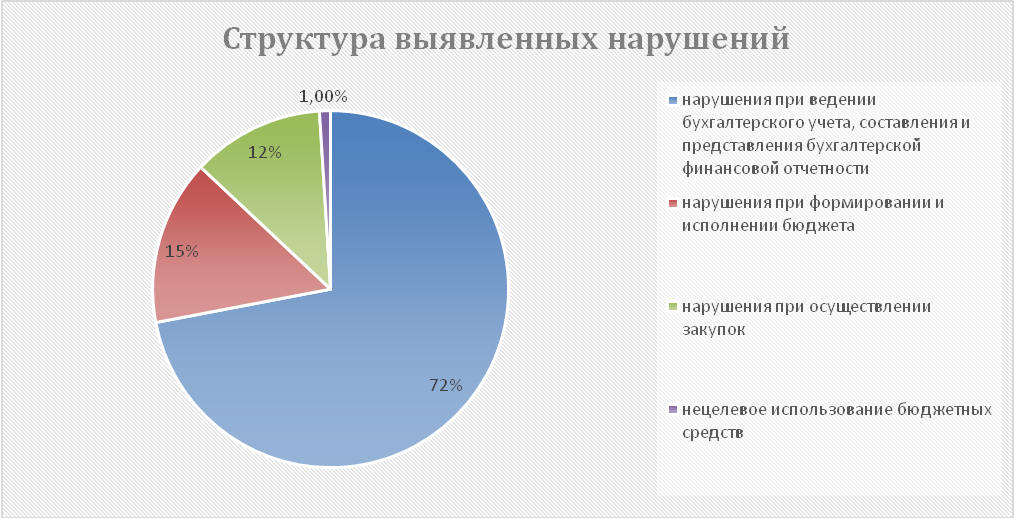 Структура выявленных нарушений
1,00%
12%
15%
72%
нарушения при ведении
бухгалтерского учета, составления и
представления бухгалтерской
финансовой отчетности
нарушения при формировании и
исполнении бюджета
нарушения при осуществлении
закупок
нецелевое использование бюджетных
средств